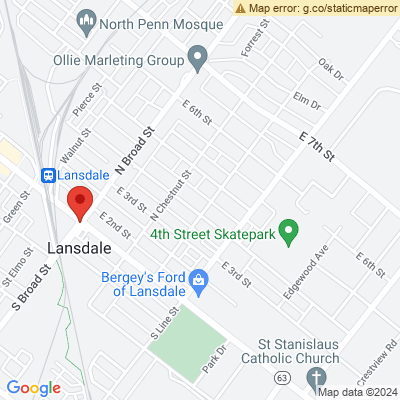 Map error: g.co/staticmaperror
North Penn Mosque
Forrest St
Ollie Marleting Group
Oak Dr
Pierce St
Elm Dr
E 6th St
E 7th St
Walnut St
N Broad St
Lansdale
N Chestnut St
E 3rd St
Green St
E 2nd St
4th Street Skatepark
Lansdale
St Elmo St
E 3rd St
Edgewood Ave
E 6th St
Bergey's Ford
of Lansdale
S Broad St
S Line St
St Stanislaus
Catholic Church
Park Dr
Crestview Rd
63
Google
Map data ©2024